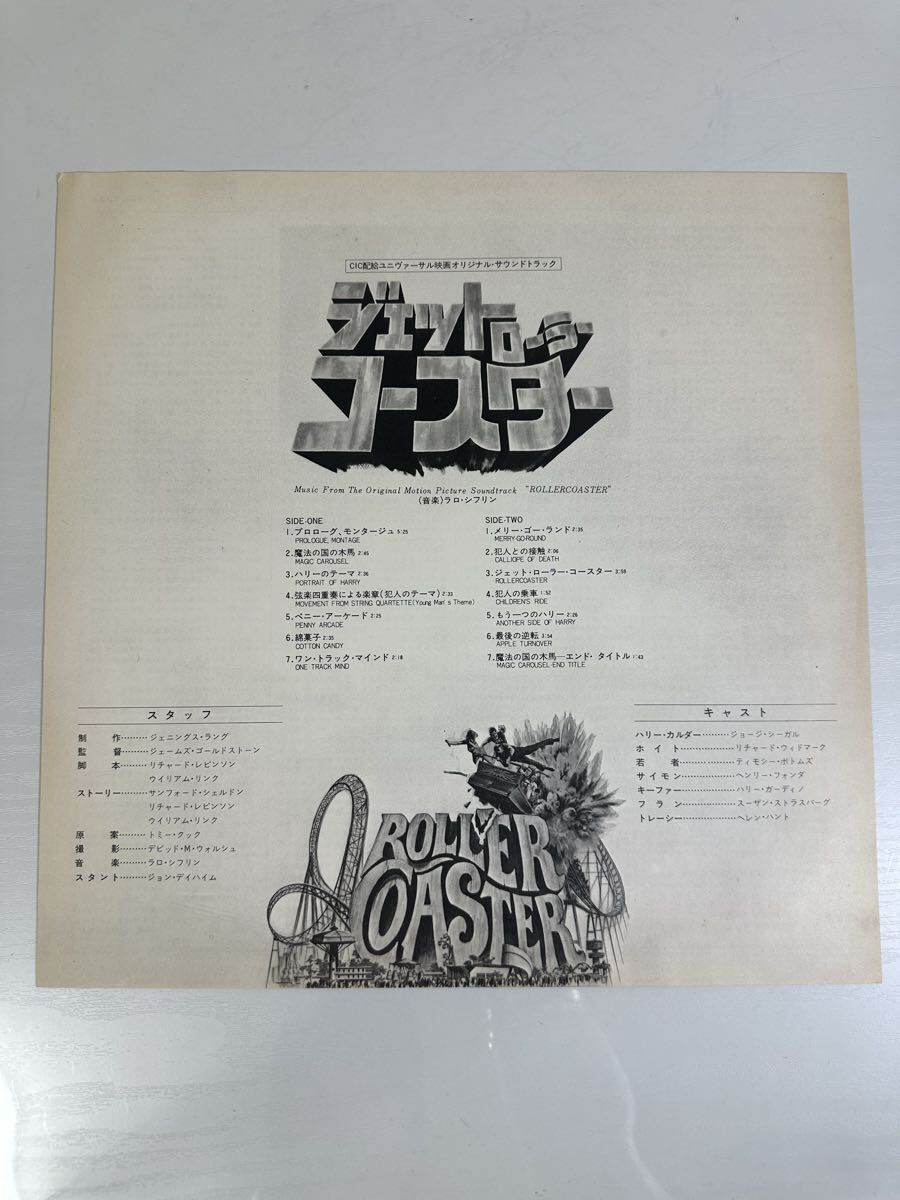 CIC配給ユニヴァーサル映画オリジナル・サウンドトラック
ジェットローラー
コースター
Music From The Original Motion Picture Soundtrack "ROLLERCOASTER"
(音楽)ラロ・シフリン
SIDE-ONE
1.プロローグ、モンタージュ 5:25
PROLOGUE, MONTAGE
2.魔法の国の木馬 2:45
MAGIC CAROUSEL
3.ハリーのテーマ 2:36
PORTRAIT OF HARRY
4.弦楽四重奏による楽章(犯人のテーマ) 2:33
MOVEMENT FROM STRING QUARTETTE(Young Man's Theme)
5.ペニー・アーケード 2:25
PENNY ARCADE
6.綿菓子 2:35
COTTON CANDY
7.ワン・トラック・マインド 2:18
ONE TRACK MIND
SIDE-TWO
1.メリー・ゴー・ランド 2:35
MERRY-GO-ROUND
2.犯人との接触 2:06
CALLIOPE OF DEATH
3.ジェット・ローラー・コースター 3:59
ROLLERCOASTER
4.犯人の乗車 1:52
CHILDREN'S RIDE
5.もう一つのハリー 2:26
ANOTHER SIDE OF HARRY
6.最後の逆転 3:54
APPLE TURNOVER
7.魔法の国の木馬—エンド・タイトル 1:43
MAGIC CAROUSEL-END TITLE
スタッフ
制作………ジェニングス・ラング
監督………ジェームズ・ゴールドストーン
脚本………リチャード・レビンソン
ウイリアム・リンク
ストーリー………サンフォード・シェルドン
リチャード・レビンソン
ウイリアム・リンク
原案………トミー・クック
撮影………デビッド・M・ウォルシュ
音楽………ラロ・シフリン
スタント………ジョン・デイハイム
キャスト
ハリー・カルダー………ジョージ・シーガル
ホイト………リチャード・ウィドマーク
若者………ティモシー・ボトムズ
サイモン………ヘンリー・フォンダ
キーファー………ハリー・ガーディノ
フラン………スーザン・ストラスバーグ
トレーシー………ヘレン・ハント
ROLLER
COASTER